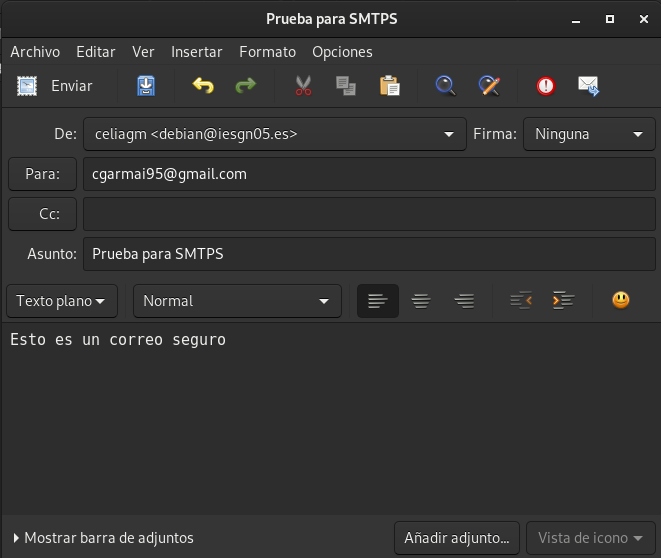 Prueba para SMTPS
Archivo Editar Ver Insertar Formato Opciones
Enviar
De: celiagm <debian@iesgn05.es> Firma: Ninguna
Para: cgarmai95@gmail.com
Cc:
Asunto: Prueba para SMTPS
Texto plano Normal
Esto es un correo seguro
Mostrar barra de adjuntos Añadir adjunto... Vista de icono